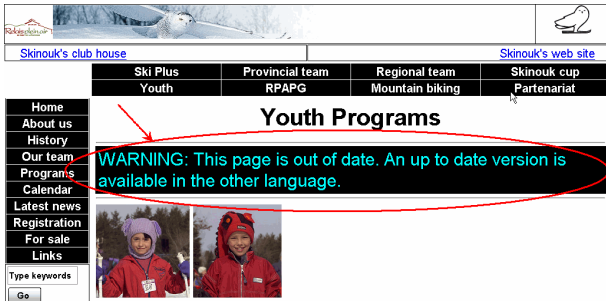 Skinouk's club house
Skinouk's web site
Ski Plus
Provincial team
Regional team
Skinouk cup
Youth
RPAPG
Mountain biking
Partenariat
Home
About us
History
Our team
Programs
Calendar
Latest news
Registration
For sale
Links
Type keywords
Go
Youth Programs
WARNING: This page is out of date. An up to date version is
available in the other language.